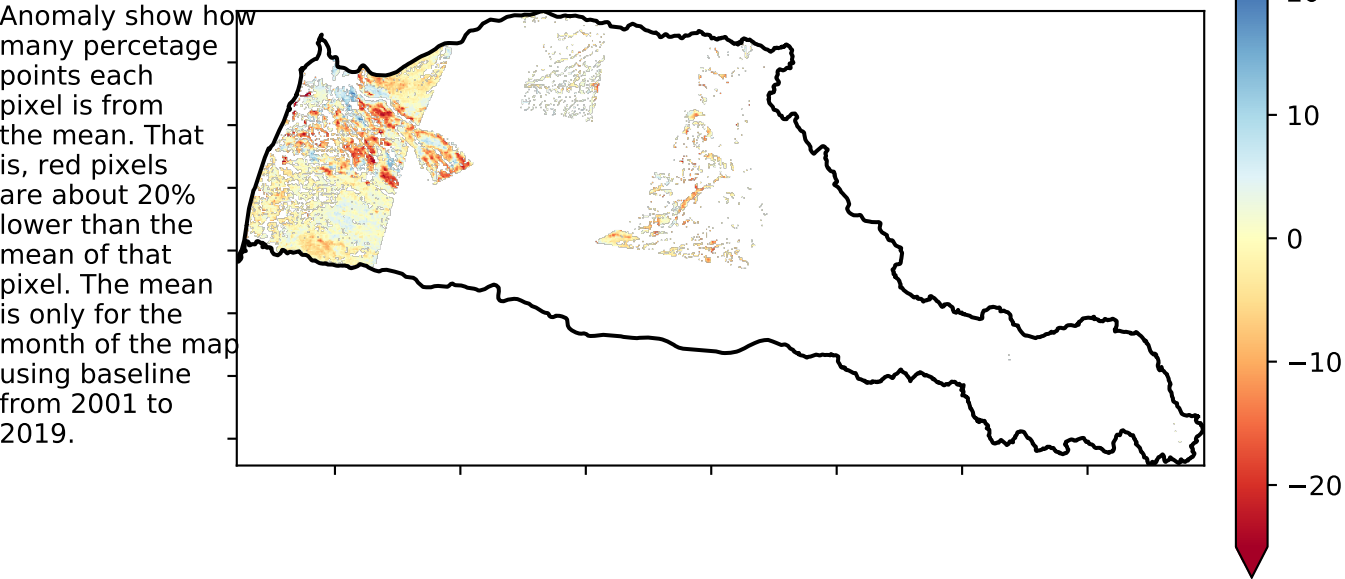 Anomaly show how
many percetage
points each
pixel is from
the mean. That
is, red pixels
are about 20%
lower than the
mean of that
pixel. The mean
is only for the
month of the map
using baseline
from 2001 to
2019.
10
0
−10
−20